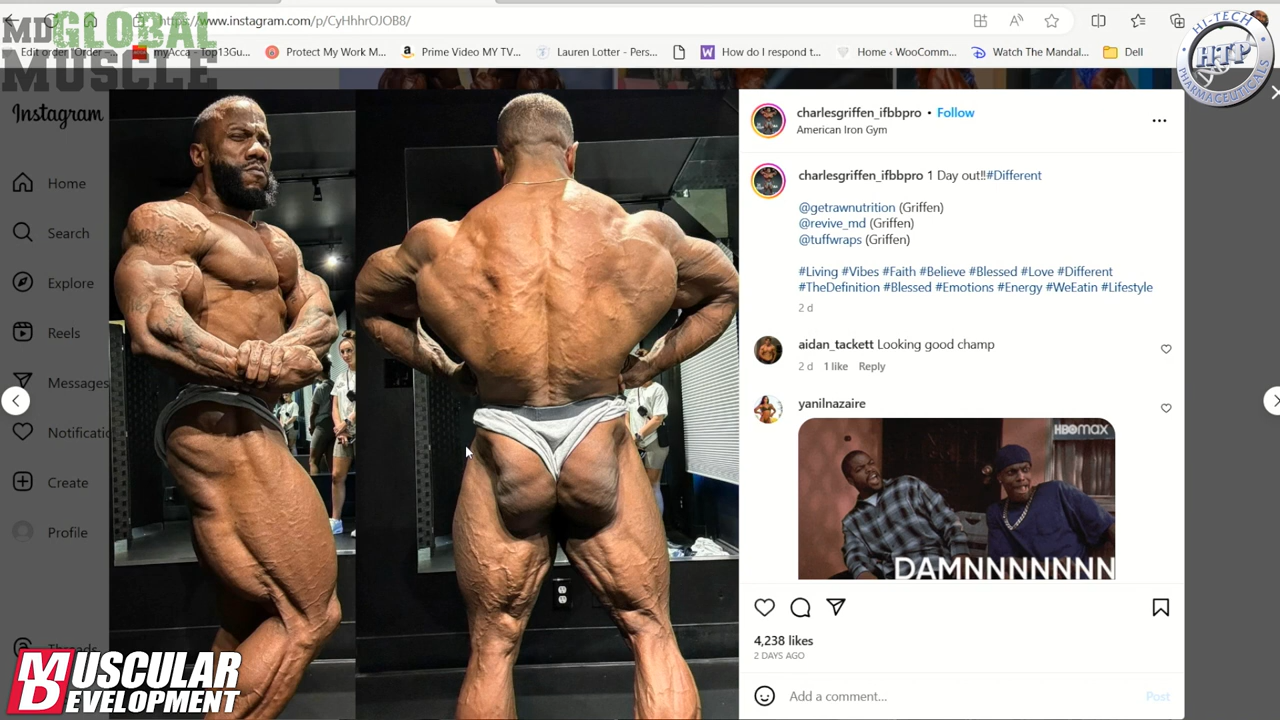 https://www.instagram.com/p/CyHhhrOJOB8/
MD GLOBAL
MUSCLE
HI-TECH
HTP
PHARMACEUTICALS
Edit order "Order –...
myAcca - Top13Gu...
Protect My Work M...
Prime Video MY TV...
Lauren Lotter - Pers...
How do I respond t...
Home ‹ WooComm...
Watch The Mandal...
Dell
Instagram
Home
Search
Explore
Reels
Messages
Notificatio
Create
Profile
Threads
charlesgriffen_ifbbpro • Follow
American Iron Gym
charlesgriffen_ifbbpro 1 Day out!!#Different
@getrawnutrition (Griffen)
@revive_md (Griffen)
@tuffwraps (Griffen)
#Living #Vibes #Faith #Believe #Blessed #Love #Different
#TheDefinition #Blessed #Emotions #Energy #WeEatin #Lifestyle
2 d
aidan_tackett Looking good champ
2 d 1 like Reply
yanilnazaire
HBOMAX
DAMNNNNNNN
4,238 likes
2 DAYS AGO
Add a comment...
Post
MUSCULAR
DEVELOPMENT